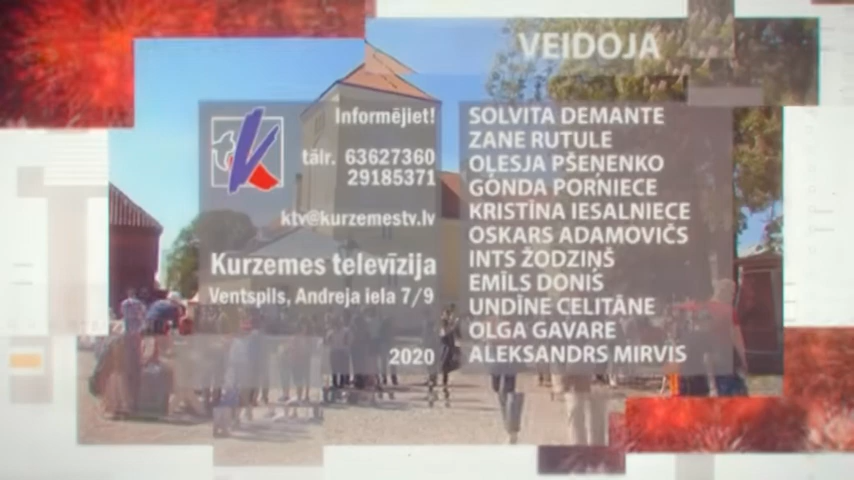 VEIDOJA
Informējiet!
tālr. 63627360
29185371
ktv@kurzemestv.lv
Kurzemes televīzija
Ventspils, Andreja iela 7/9
2020
SOLVITA DEMANTE
ZANE RUTULE
OLESJA PŠEŅENKO
GONDA PORŅIECE
KRISTĪNA IESALNIECE
OSKARS ADAMOVIČS
INTS ŽODZIŅŠ
EMĪLS DONIŠ
UNDĪNE CELITĀNE
OLGA GAVARE
ALEKSANDRS MIRVIS